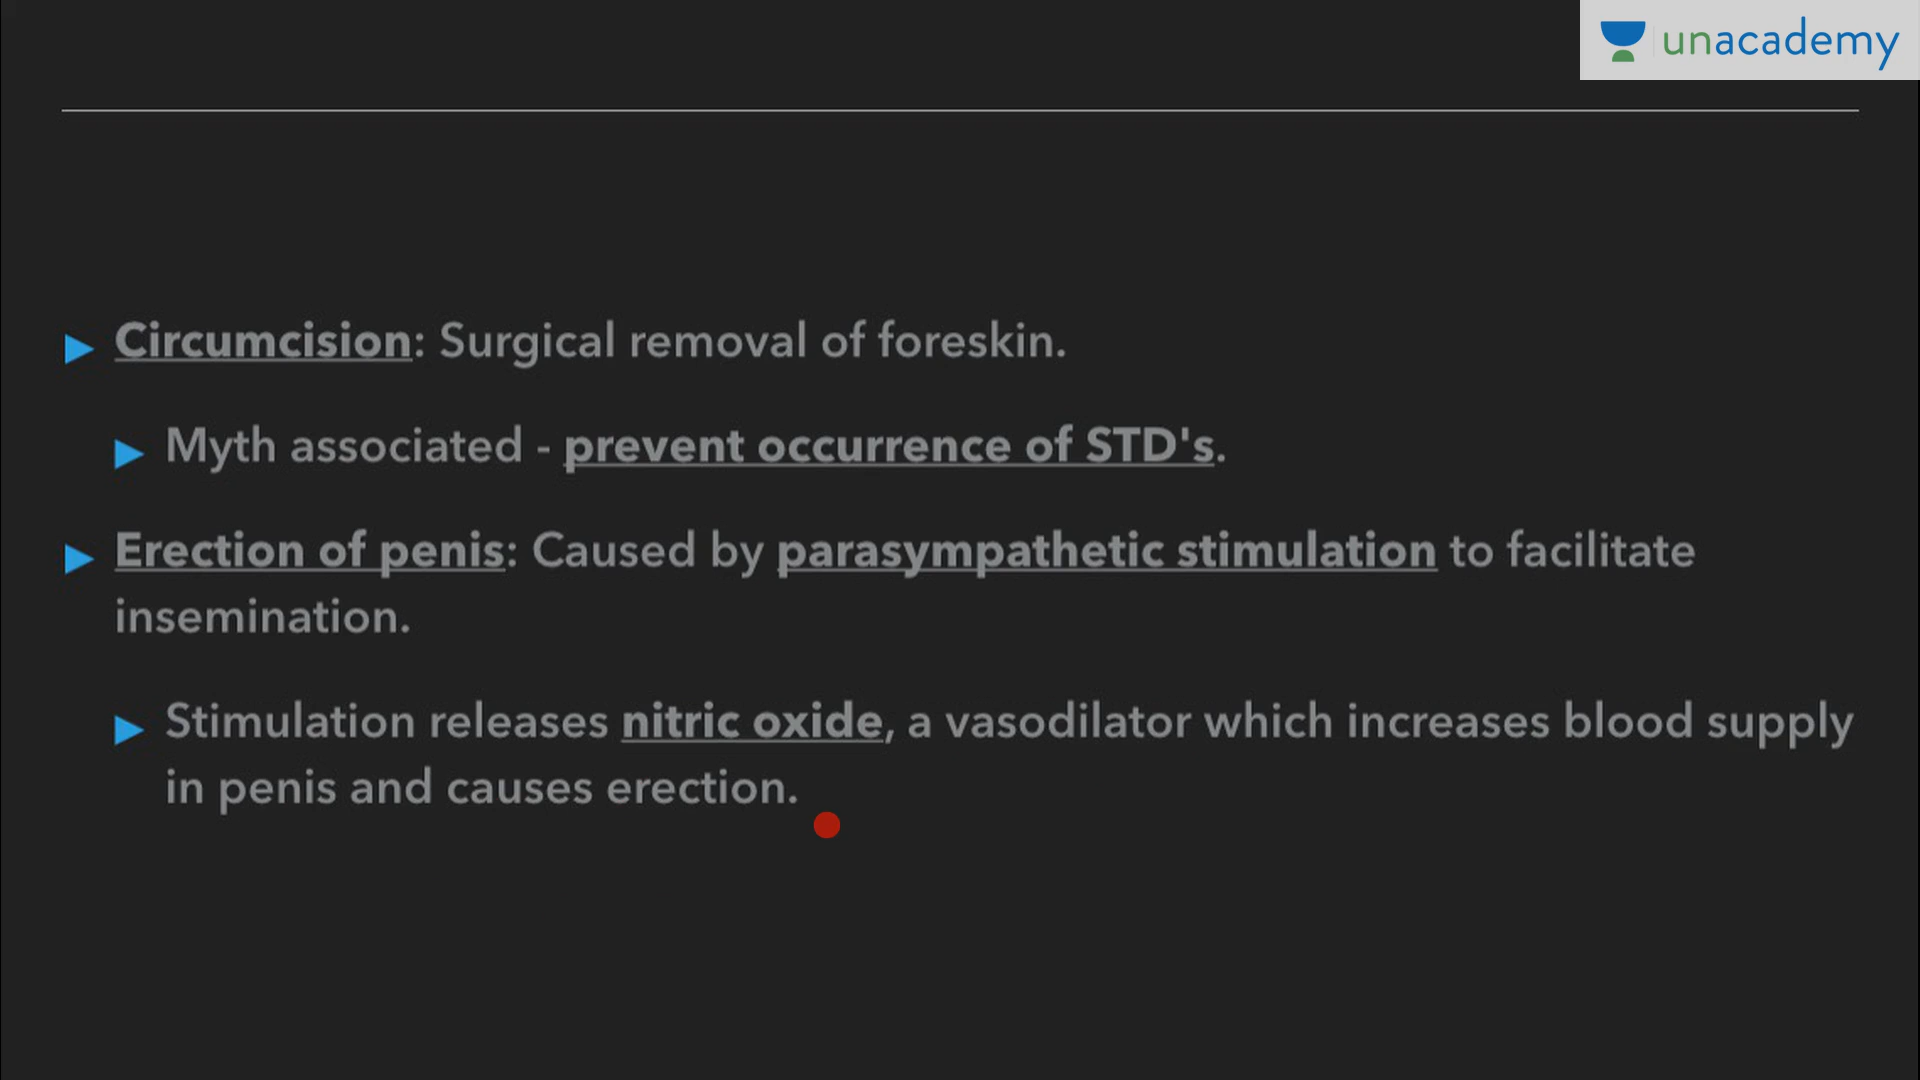 unacademy
Circumcision: Surgical removal of foreskin.
Myth associated - prevent occurrence of STD's.
Erection of penis: Caused by parasympathetic stimulation to facilitate
insemination.
Stimulation releases nitric oxide, a vasodilator which increases blood supply
in penis and causes erection.